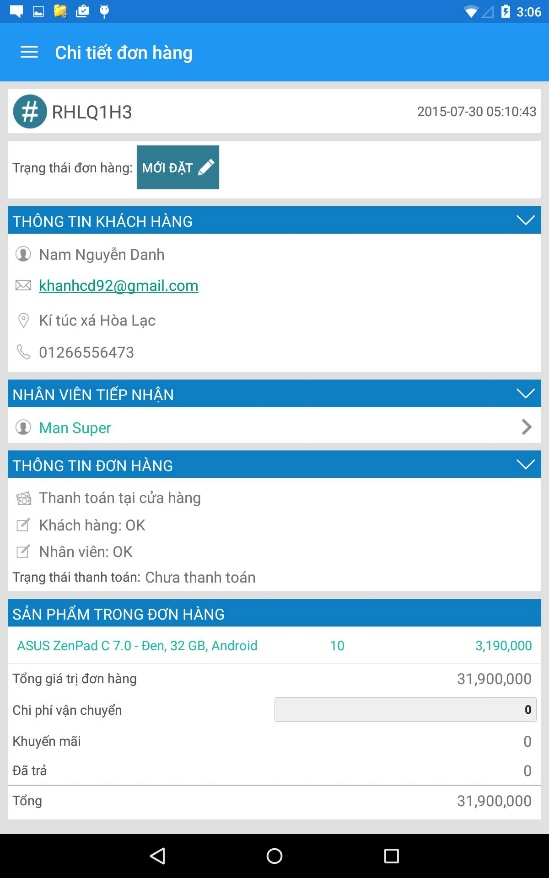 3:06
Chi tiết đơn hàng
# RHLQ1H3 2015-07-30 05:10:43
Trạng thái đơn hàng: MỚI ĐẶT
THÔNG TIN KHÁCH HÀNG
Nam Nguyễn Danh
khanhcd92@gmail.com
Kí túc xá Hòa Lạc
01266556473
NHÂN VIÊN TIẾP NHẬN
Man Super
THÔNG TIN ĐƠN HÀNG
Thanh toán tại cửa hàng
Khách hàng: OK
Nhân viên: OK
Trạng thái thanh toán: Chưa thanh toán
SẢN PHẨM TRONG ĐƠN HÀNG
ASUS ZenPad C 7.0 - Đen, 32 GB, Android 10 3,190,000
Tổng giá trị đơn hàng 31,900,000
Chi phí vận chuyển 0
Khuyến mãi 0
Đã trả 0
Tổng 31,900,000